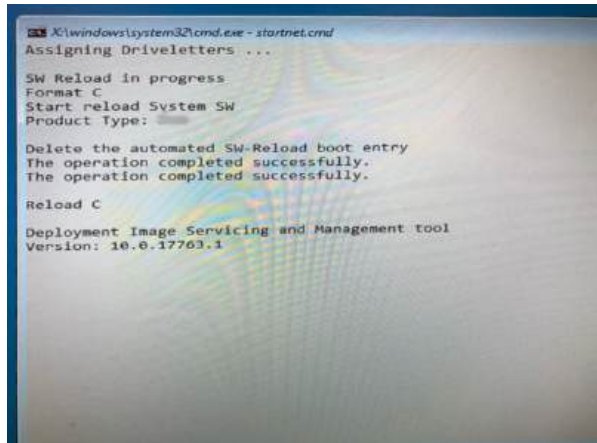 X:\windows\system32\cmd.exe - startnet.cmd
Assigning Driveletters ...
SW Reload in progress
Format C
Start reload System SW
Product Type:
Delete the automated SW-Reload boot entry
The operation completed successfully.
The operation completed successfully.
Reload C
Deployment Image Servicing and Management tool
Version: 10.0.17763.1